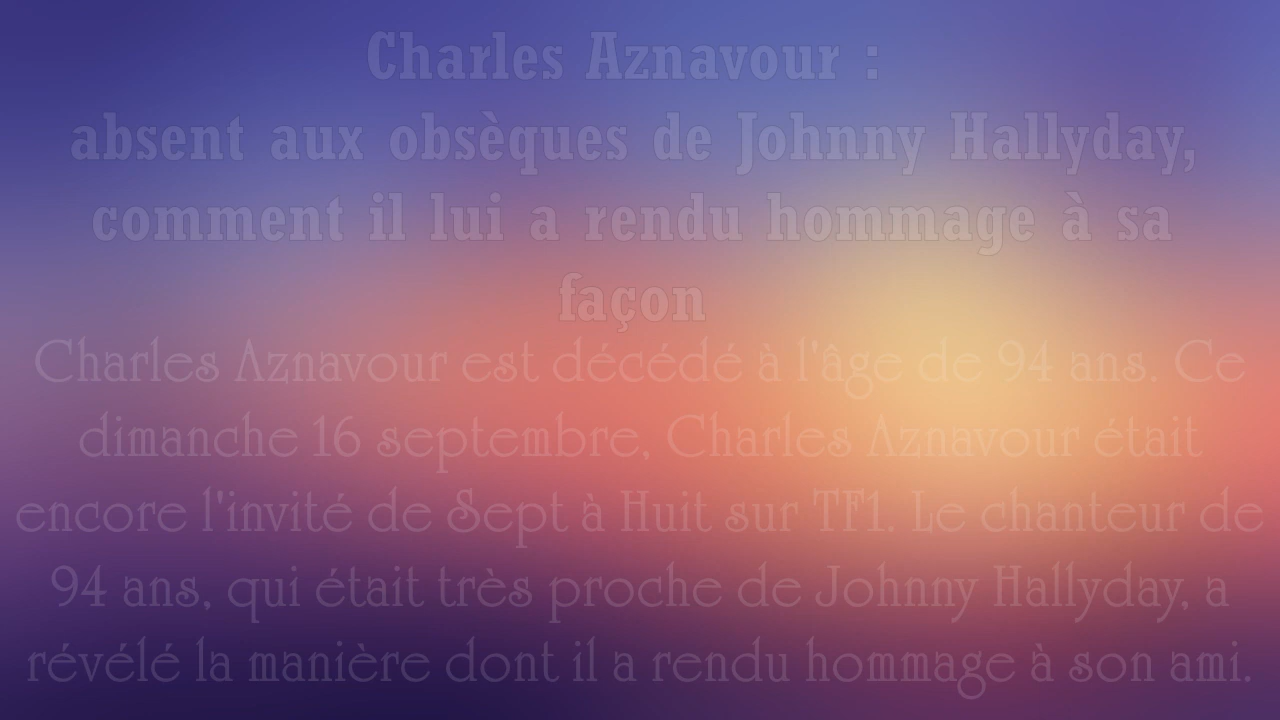 Charles Aznavour :
absent aux obsèques de Johnny Hallyday,
comment il lui a rendu hommage à sa
façon
Charles Aznavour est décédé à l'âge de 94 ans. Ce
dimanche 16 septembre, Charles Aznavour était
encore l'invité de Sept à Huit sur TF1. Le chanteur de
94 ans, qui était très proche de Johnny Hallyday, a
révélé la manière dont il a rendu hommage à son ami.